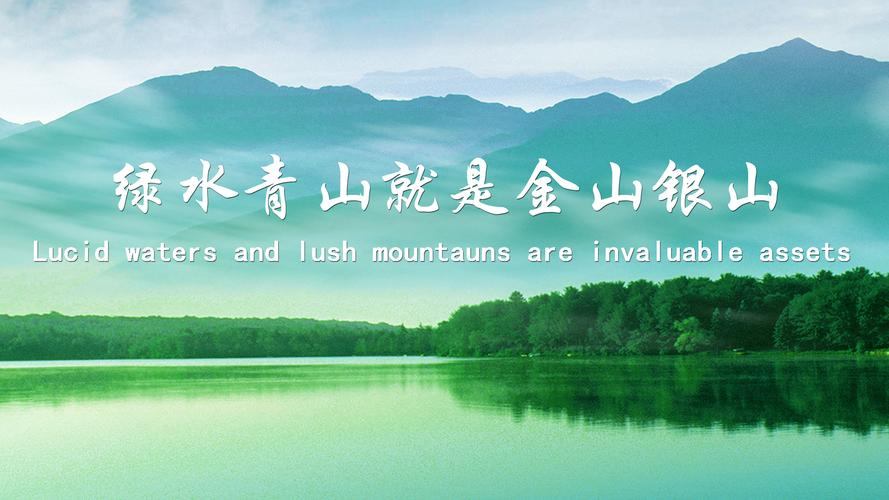 绿水青山就是金山银山
Lucid waters and lush mountauns are invaluable assets